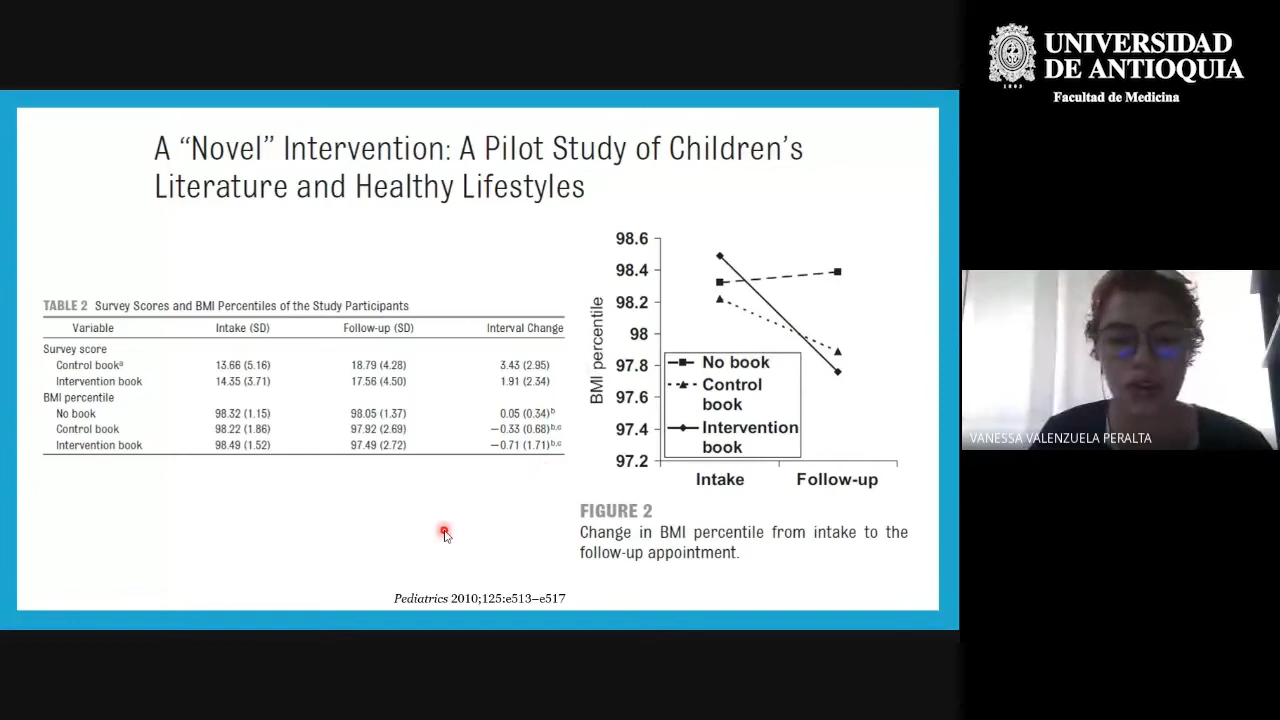 UNIVERSIDAD
DE ANTIOQUIA
1803
Facultad de Medicina
A “Novel” Intervention: A Pilot Study of Children’s
Literature and Healthy Lifestyles
TABLE 2 Survey Scores and BMI Percentiles of the Study Participants
Variable Intake (SD) Follow-up (SD) Interval Change
Survey score
Control bookᵃ 13.66 (5.16) 18.79 (4.28) 3.43 (2.95)
Intervention book 14.35 (3.71) 17.56 (4.50) 1.91 (2.34)
BMI percentile
No book 98.32 (1.15) 98.05 (1.37) 0.05 (0.34)ᵇ
Control book 98.22 (1.86) 97.92 (2.69) −0.33 (0.68)ᵇ,ᶜ
Intervention book 98.49 (1.52) 97.49 (2.72) −0.71 (1.71)ᵇ,ᶜ
BMI percentile
98.6
98.4
98.2
98
97.8
97.6
97.4
97.2
No book
Control
book
Intervention
book
Intake Follow-up
FIGURE 2
Change in BMI percentile from intake to the
follow-up appointment.
Pediatrics 2010;125:e513–e517
VANESSA VALENZUELA PERALTA